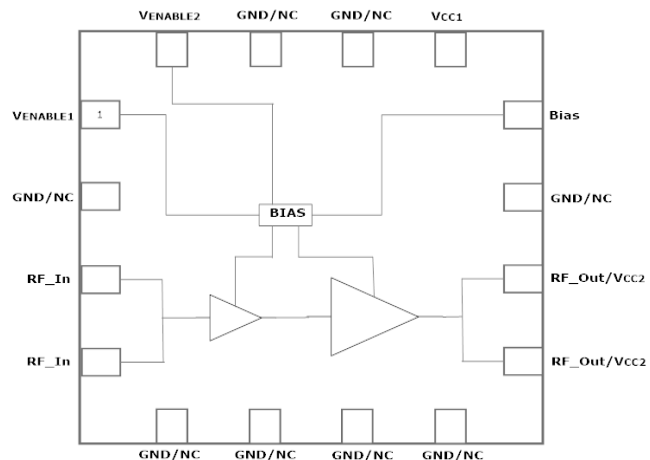 VENABLE2 GND/NC GND/NC VCC1
VENABLE1 1 Bias
GND/NC GND/NC
BIAS
RF_In RF_Out/VCC2
RF_In RF_Out/VCC2
GND/NC GND/NC GND/NC GND/NC